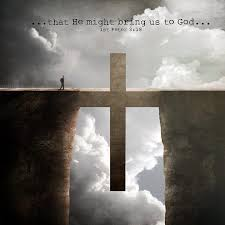 ...that He might bring us to God...
1st Peter 3:18